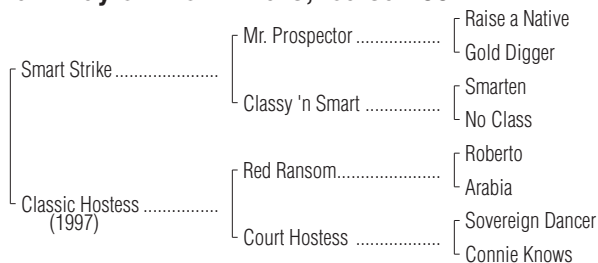 Raise a Native
Mr. Prospector ..................
Gold Digger
Smart Strike .......................
Smarten
Classy 'n Smart .................
No Class
Roberto
Red Ransom.......................
Arabia
Classic Hostess .................
(1997)
Sovereign Dancer
Court Hostess ..................
Connie Knows